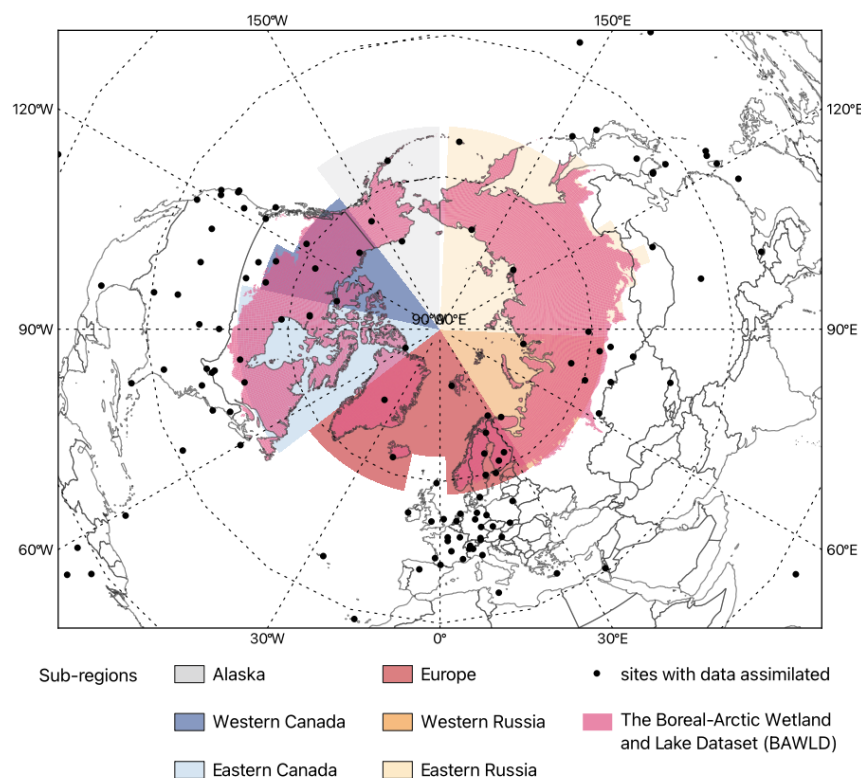 150°W 150°E
120°W 120°E
90°W 90°E 90°E
60°W 60°E
30°W 0° 30°E
Sub-regions Alaska Europe sites with data assimilated
Western Canada Western Russia The Boreal-Arctic Wetland
and Lake Dataset (BAWLD)
Eastern Canada Eastern Russia